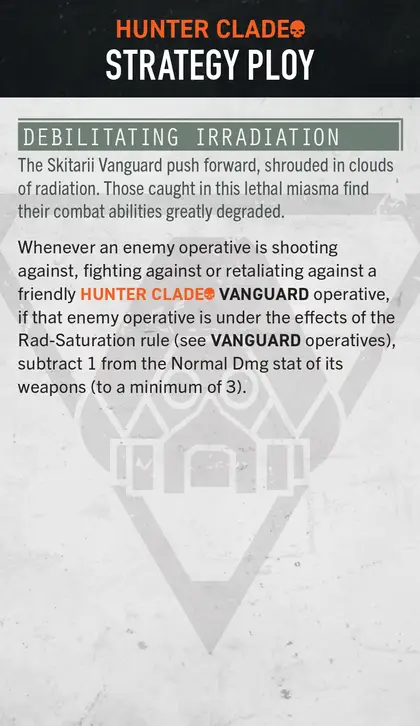 HUNTER CLADE
STRATEGY PLOY
DEBILITATING IRRADIATION
The Skitarii Vanguard push forward, shrouded in clouds
of radiation. Those caught in this lethal miasma find
their combat abilities greatly degraded.
Whenever an enemy operative is shooting
against, fighting against or retaliating against a
friendly HUNTER CLADE VANGUARD operative,
if that enemy operative is under the effects of the
Rad-Saturation rule (see VANGUARD operatives),
subtract 1 from the Normal Dmg stat of its
weapons (to a minimum of 3).